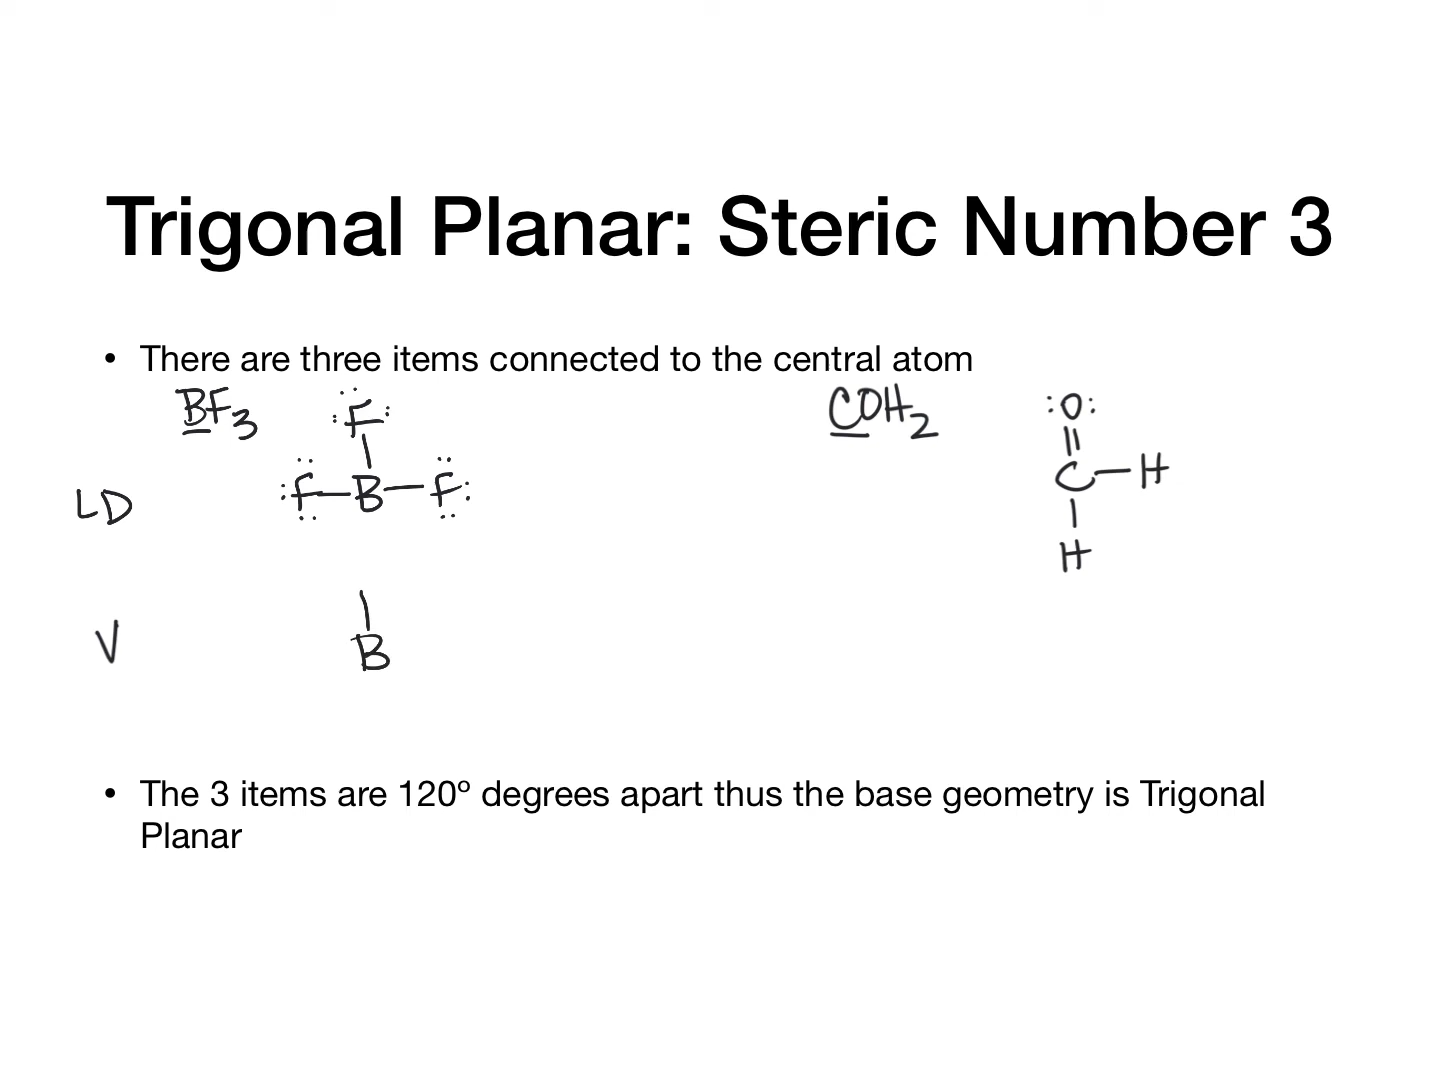 Trigonal Planar: Steric Number 3
• There are three items connected to the central atom
BF3
F
F—B—F
LD
COH2
:O:
C—H
H
V
B
• The 3 items are 120º degrees apart thus the base geometry is Trigonal
Planar